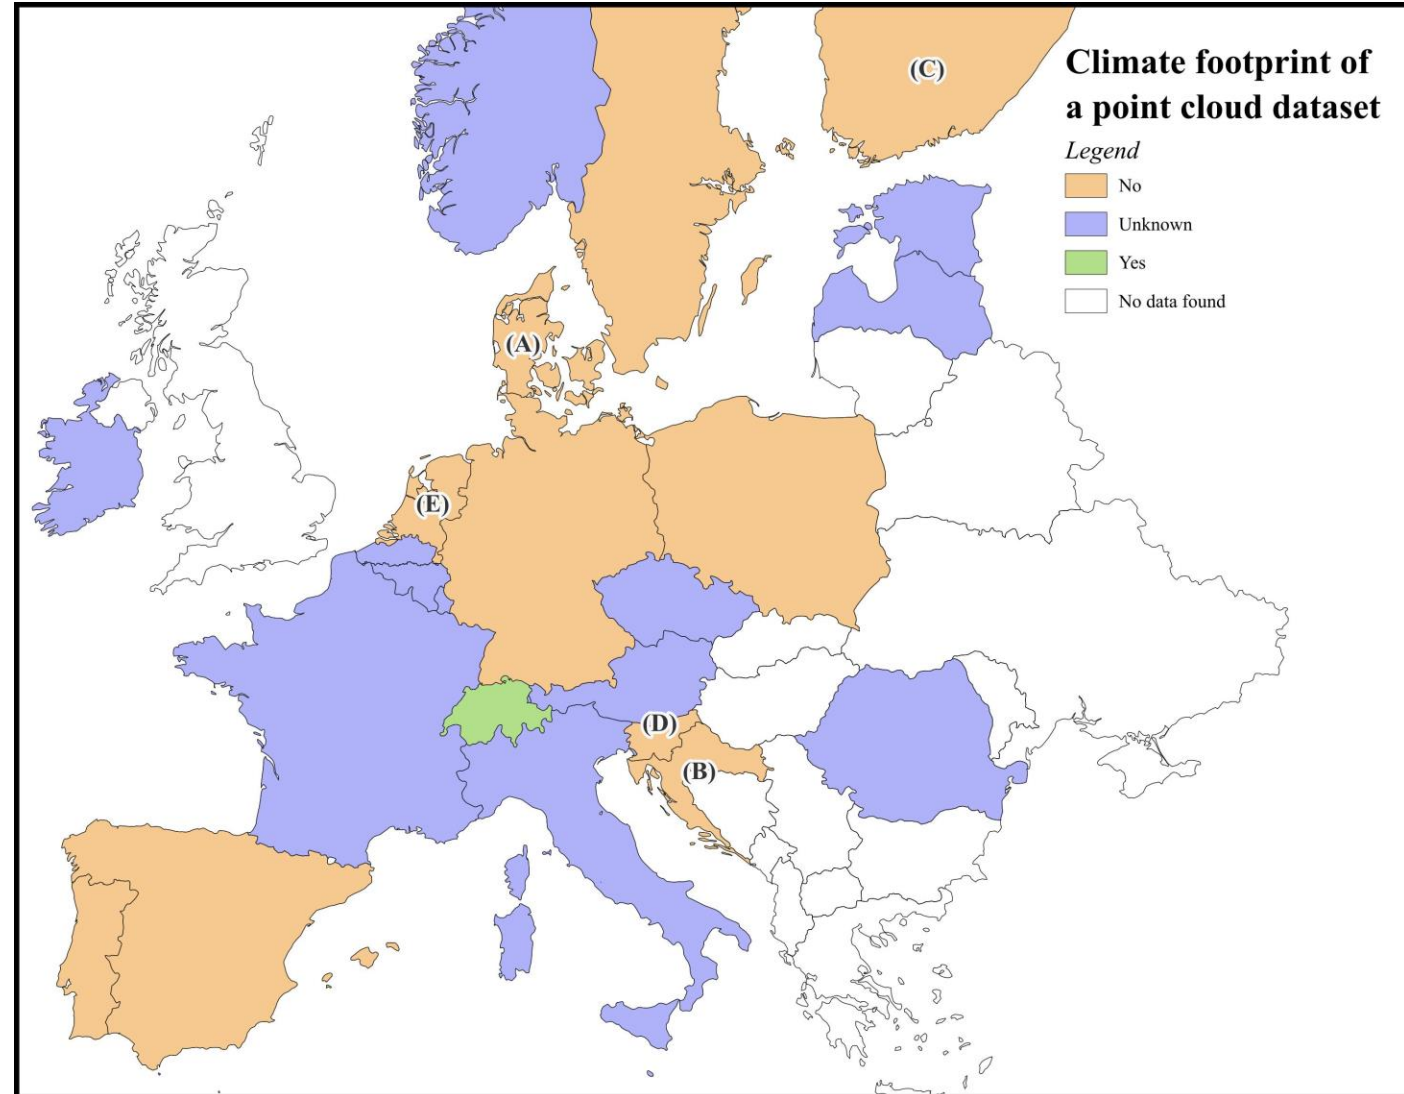 Climate footprint of
a point cloud dataset
Legend
No
Unknown
Yes
No data found
(C)
(A)
(E)
(D)
(B)